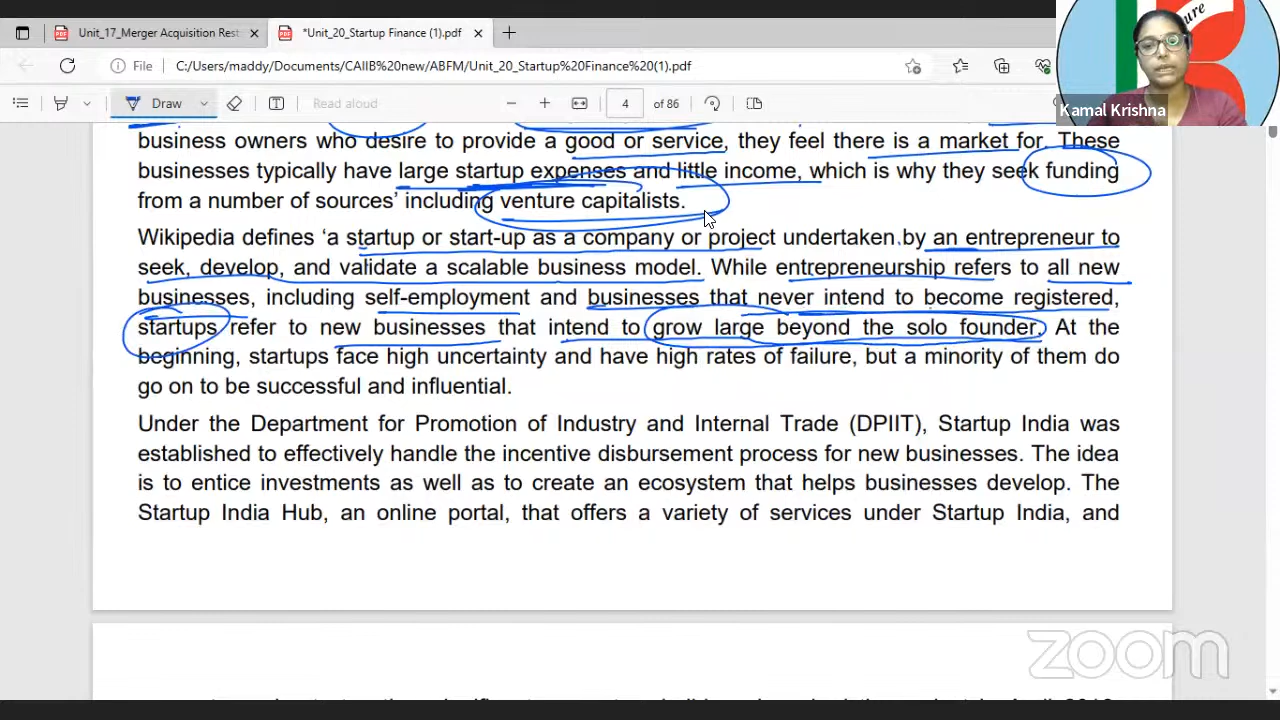 Unit_17_Merger Acquisition Rest
*Unit_20_Startup Finance (1).pdf
ure
File
C:/Users/maddy/Documents/CAIIB%20new/ABFM/Unit_20_Startup%20Finance%20(1).pdf
Draw
Read aloud
4 of 86
Kamal Krishna
business owners who desire to provide a good or service, they feel there is a market for. These
businesses typically have large startup expenses and little income, which is why they seek funding
from a number of sources' including venture capitalists.
Wikipedia defines 'a startup or start-up as a company or project undertaken by an entrepreneur to
seek, develop, and validate a scalable business model. While entrepreneurship refers to all new
businesses, including self-employment and businesses that never intend to become registered,
startups refer to new businesses that intend to grow large beyond the solo founder. At the
beginning, startups face high uncertainty and have high rates of failure, but a minority of them do
go on to be successful and influential.
Under the Department for Promotion of Industry and Internal Trade (DPIIT), Startup India was
established to effectively handle the incentive disbursement process for new businesses. The idea
is to entice investments as well as to create an ecosystem that helps businesses develop. The
Startup India Hub, an online portal, that offers a variety of services under Startup India, and
zoom